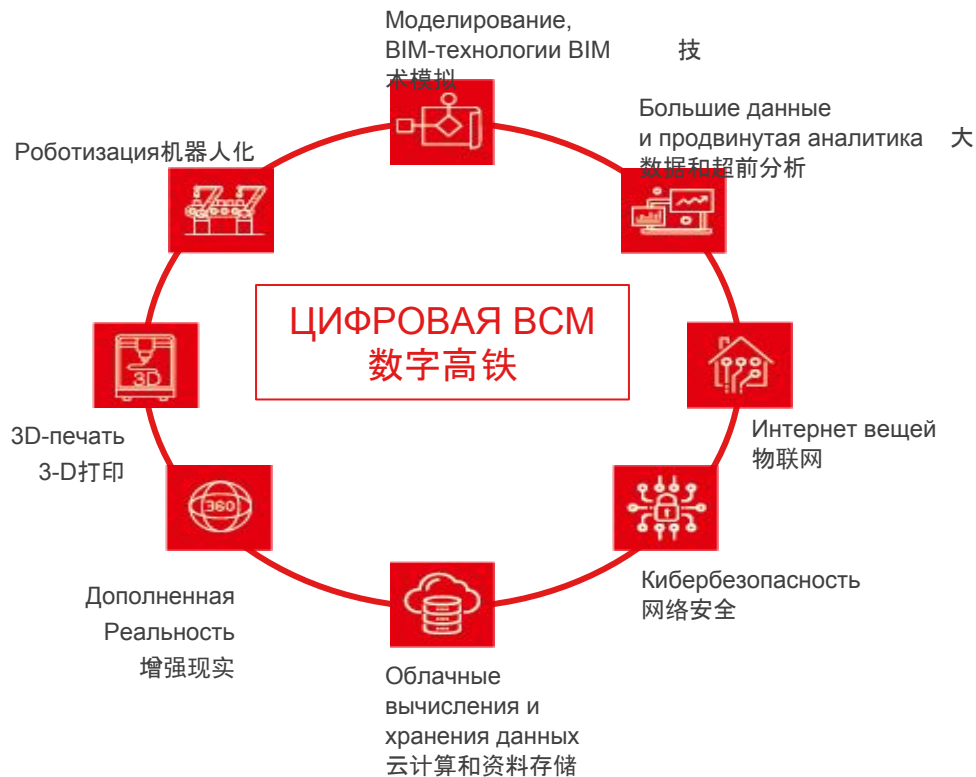 Моделирование,
BIM-технологии BIM 技
术模拟
Большие данные
и продвинутая аналитика 大
数据和超前分析
Роботизация机器人化
ЦИФРОВАЯ ВСМ
数字高铁
3D
3D-печать
3-D打印
Интернет вещей
物联网
360
Кибербезопасность
网络安全
Дополненная
Реальность
增强现实
Облачные
вычисления и
хранения данных
云计算和资料存储